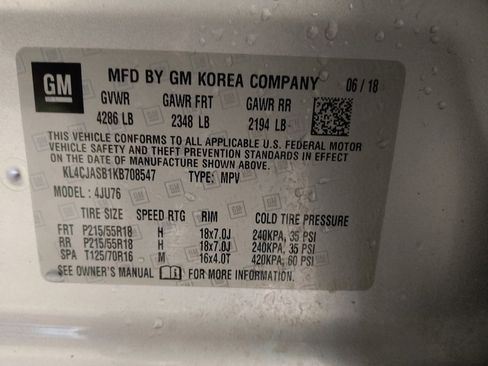 GM
MFD BY GM KOREA COMPANY 06/18
GVWR GAWR FRT GAWR RR
4286 LB 2348 LB 2194 LB
THIS VEHICLE CONFORMS TO ALL APPLICABLE U.S. FEDERAL MOTOR
VEHICLE SAFETY AND THEFT PREVENTION STANDARDS IN EFFECT
ON THE DATE OF MANUFACTURE SHOWN ABOVE.
KL4CJASB1KB708547 TYPE: MPV
MODEL: 4JU76
TIRE SIZE SPEED RTG RIM COLD TIRE PRESSURE
FRT P215/55R18 H 18x7.0J 240KPA, 35 PSI
RR P215/55R18 H 18x7.0J 240KPA, 35 PSI
SPA T125/70R16 M 16x4.0T 420KPA, 60 PSI
SEE OWNER'S MANUAL FOR MORE INFORMATION.